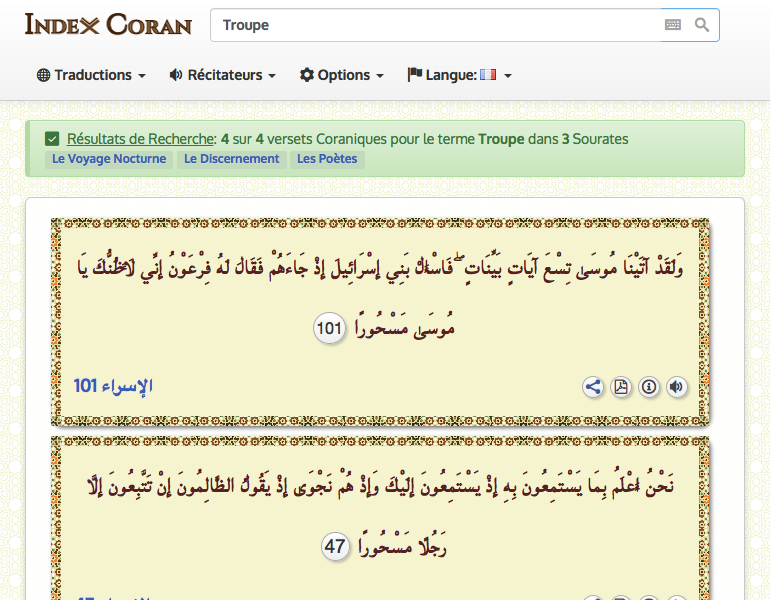 Index Coran
Troupe
Traductions
Récitateurs
Options
Langue:
Résultats de Recherche: 4 sur 4 versets Coraniques pour le terme Troupe dans 3 Sourates
Le Voyage Nocturne Le Discernement Les Poètes
وَلَقَدْ آتَيْنَا مُوسَى تِسْعَ آيَاتٍ بَيِّنَاتٍ ۖ فَاسْأَلْ بَنِي إِسْرَائِيلَ إِذْ جَاءَهُمْ فَقَالَ لَهُ فِرْعَوْنُ إِنِّي لَأَظُنُّكَ يَا
مُوسَى مَسْحُورًا 101
الإسراء 101
نَحْنُ أَعْلَمُ بِمَا يَسْتَمِعُونَ بِهِ إِذْ يَسْتَمِعُونَ إِلَيْكَ وَإِذْ هُمْ نَجْوَى إِذْ يَقُولُ الظَّالِمُونَ إِنْ تَتَّبِعُونَ إِلَّا
رَجُلًا مَسْحُورًا 47